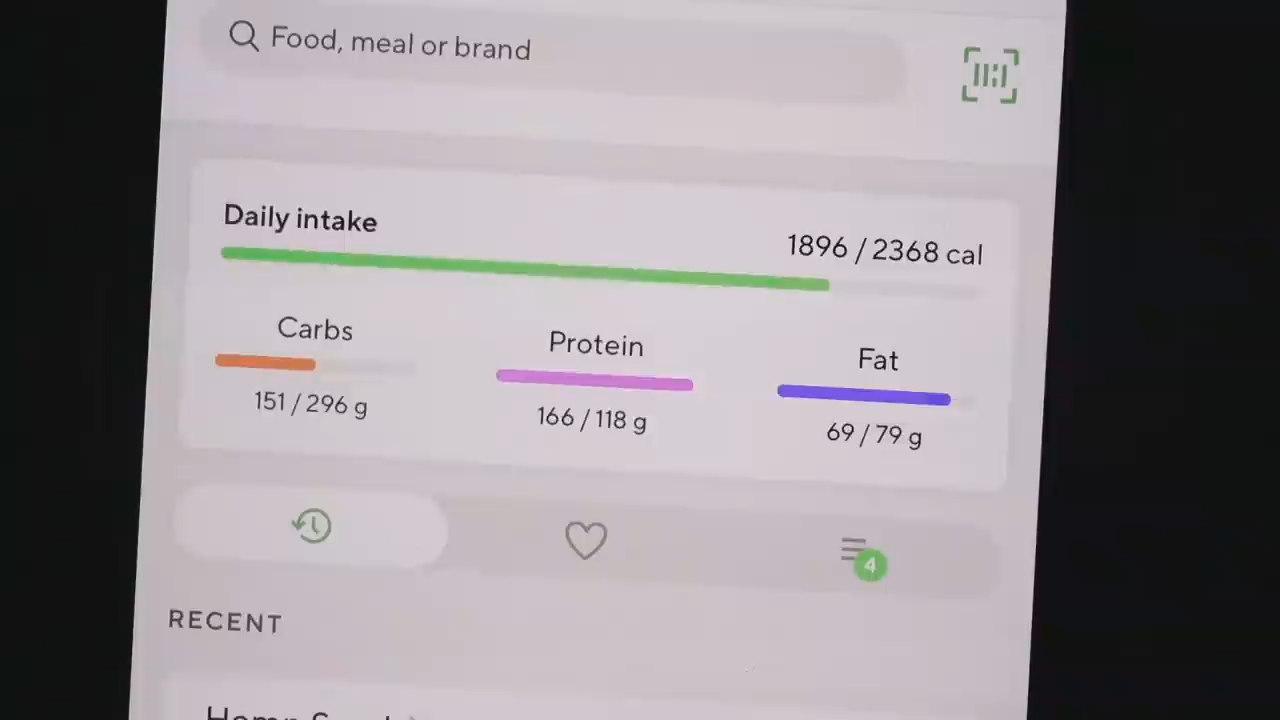 Food, meal or brand
Daily intake
1896 / 2368 cal
Carbs
Protein
Fat
151 / 296 g
166 / 118 g
69 / 79 g
4
RECENT